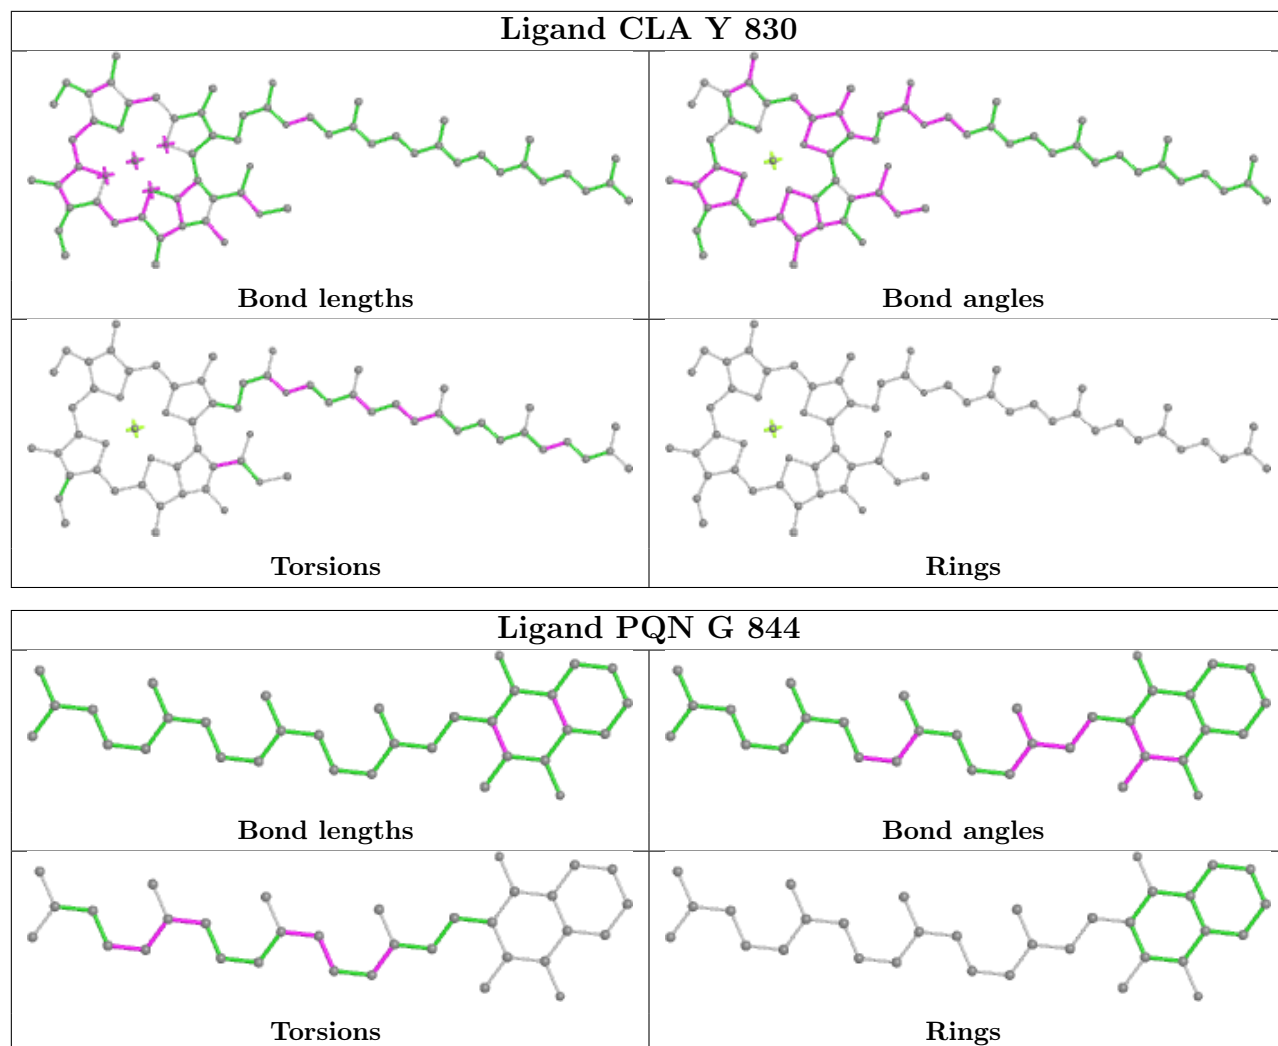 Ligand CLA Y 830
Bond lengths
Bond angles
Torsions
Rings
Ligand PQN G 844
Bond lengths
Bond angles
Torsions
Rings